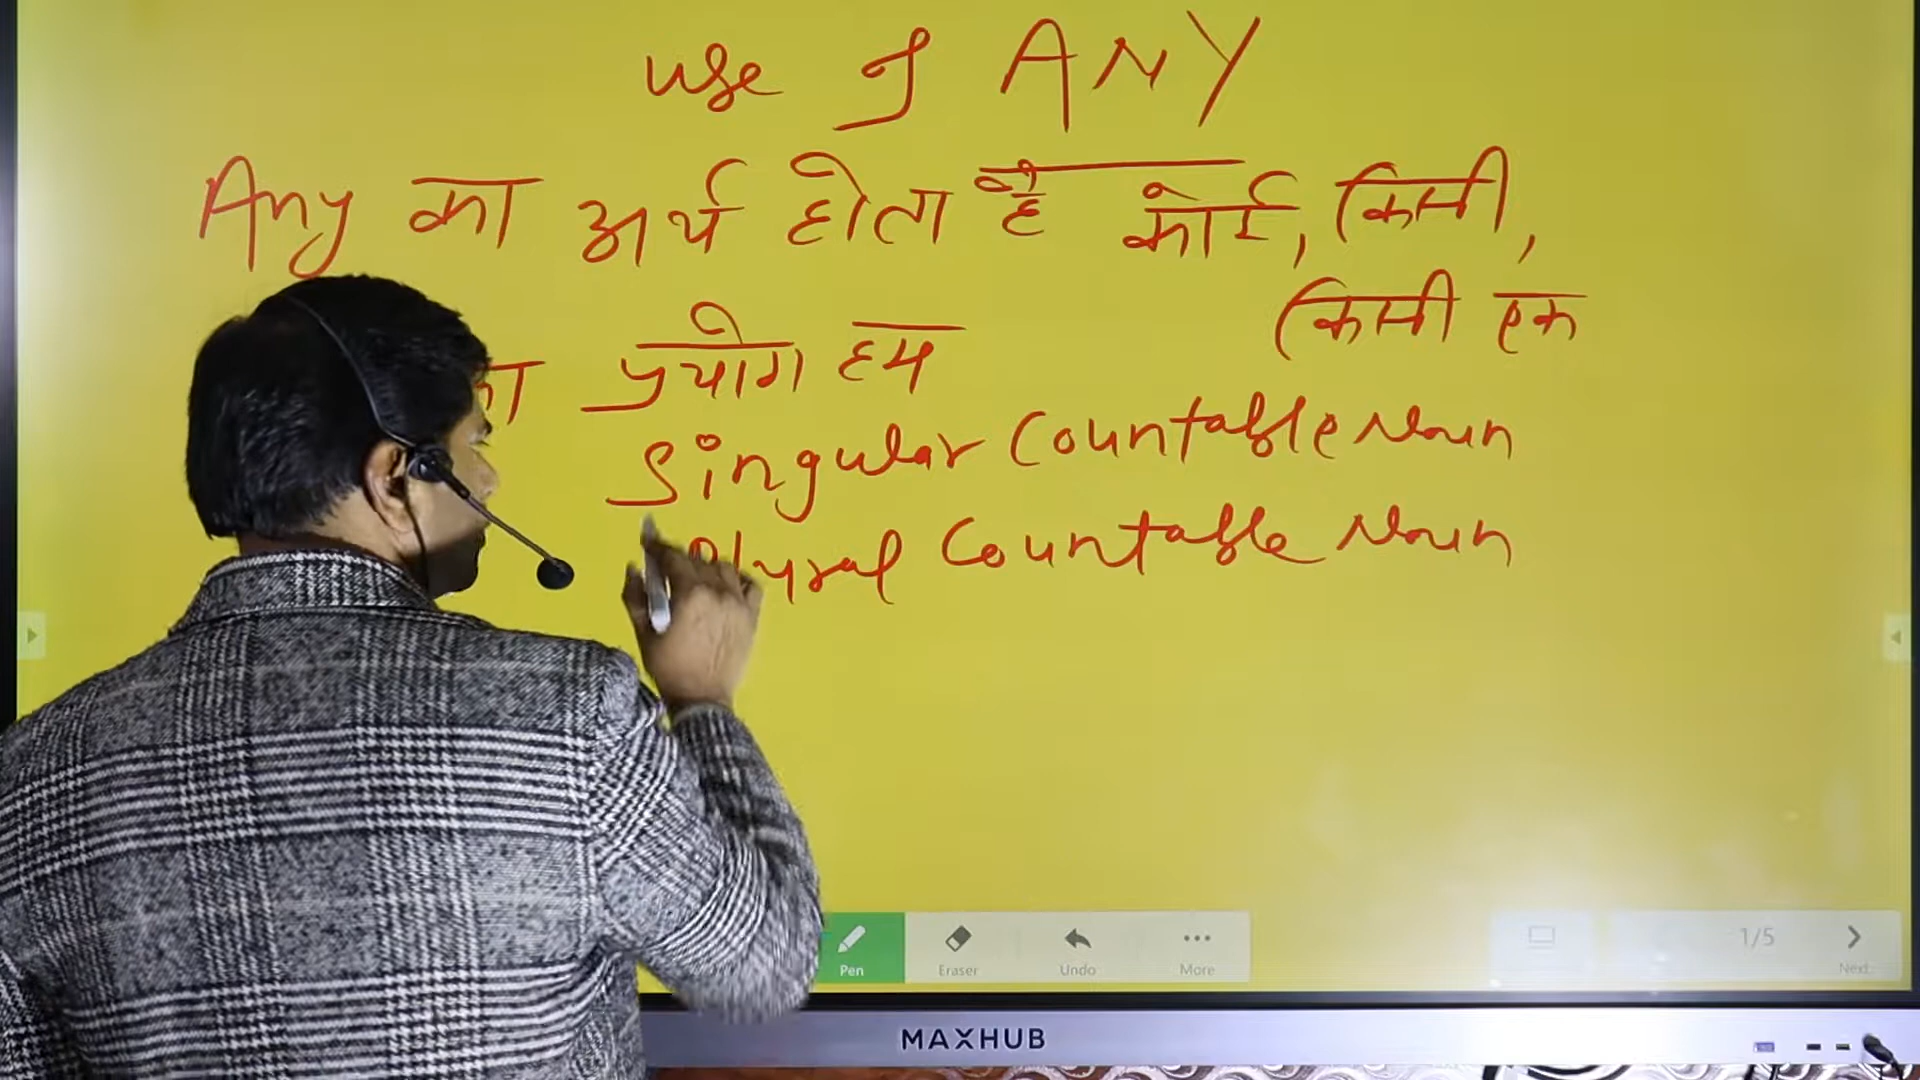 use of ANY
Any का अर्थ होता है कोई, किसी,
किसी एक
का प्रयोग हम
Singular Countable Noun
Plural Countable Noun
Pen Eraser Undo More 1/5 Next
MAXHUB